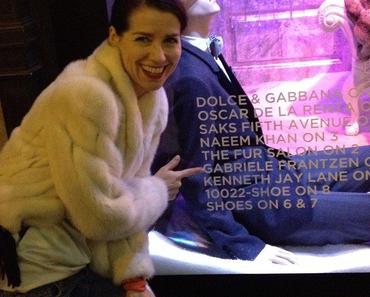 DOLCE & GABBANA O
OSCAR DE LA RENTA O
SAKS FIFTH AVENUE O
NAEEM KHAN ON 3
THE FUR SALON ON 2
GABRIELE FRANTZEN O
KENNETH JAY LANE ON
10022-SHOE ON 8
SHOES ON 6 & 7